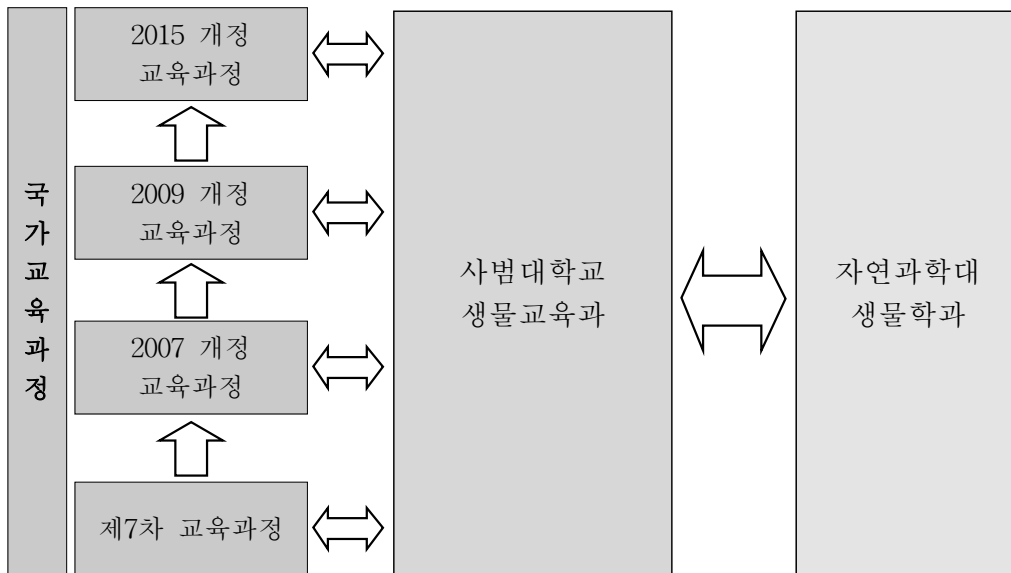 국가교육과정
2015 개정
교육과정
2009 개정
교육과정
2007 개정
교육과정
제7차 교육과정
사범대학교
생물교육과
자연과학대
생물학과